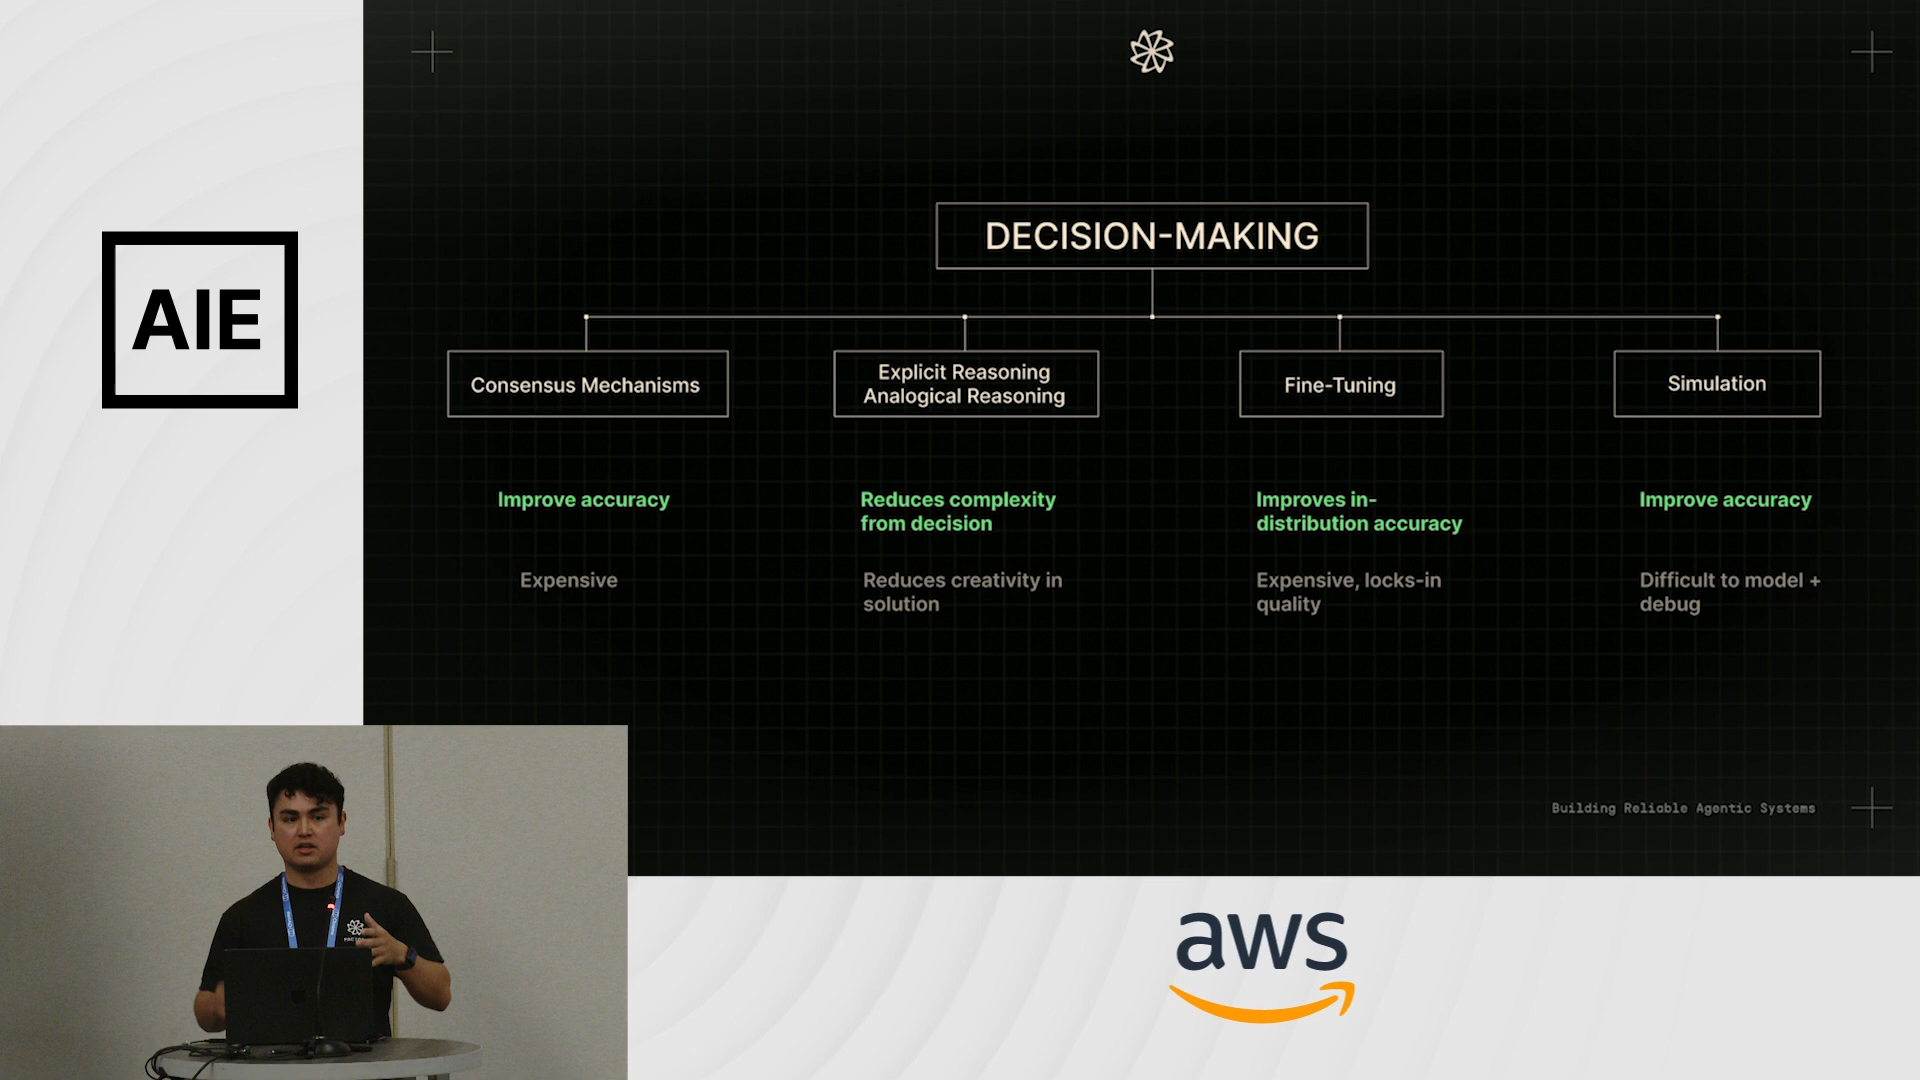 AIE
DECISION-MAKING
Consensus Mechanisms
Explicit Reasoning
Analogical Reasoning
Fine-Tuning
Simulation
Improve accuracy
Reduces complexity
from decision
Improves in-
distribution accuracy
Improve accuracy
Expensive
Reduces creativity in
solution
Expensive, locks-in
quality
Difficult to model +
debug
Building Reliable Agentic Systems
aws